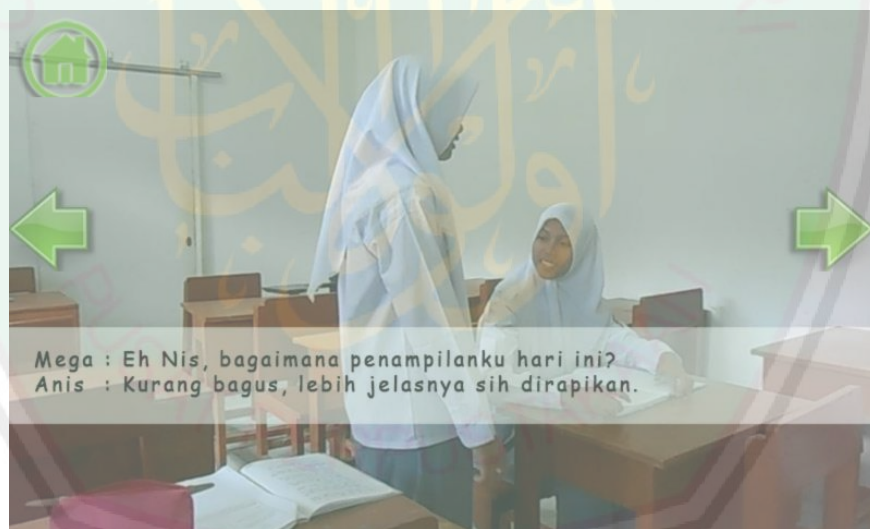 Mega : Eh Nis, bagaimana penampilanku hari ini?
Anis : Kurang bagus, lebih jelasnya sih dirapikan.